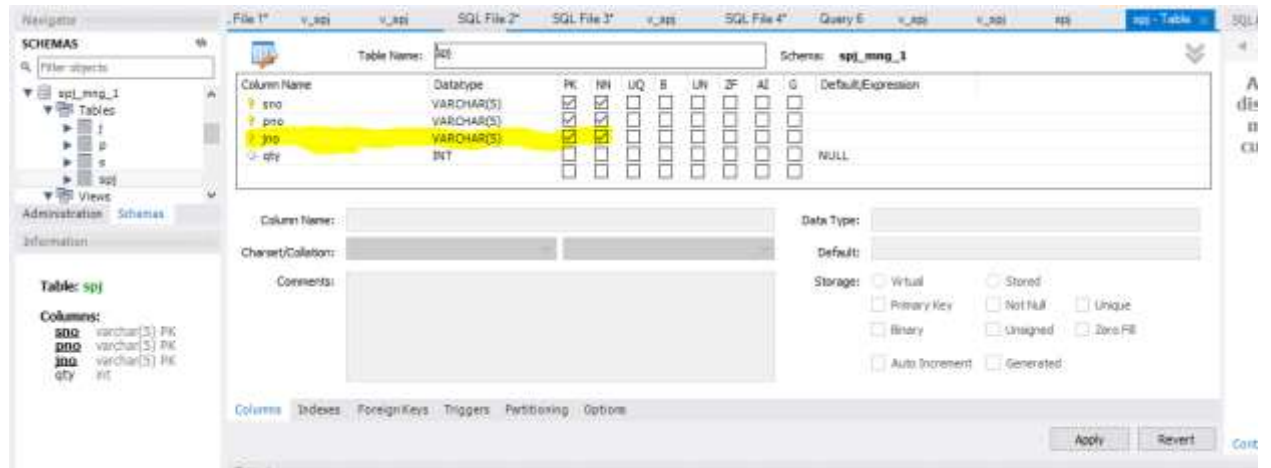 Navigator
File 1* v_spj v_spj SQL File 2* SQL File 3* v_spj SQL File 4* Query 6 v_spj v_spj spj spj - Table
SCHEMAS
Table Name: spj Schema: spj_mng_1
Filter objects
Column Name Datatype PK NN UQ B UN ZF AI G Default/Expression
spj_mng_1
sno VARCHAR(5)
Tables
pno VARCHAR(5)
j
jno VARCHAR(5)
p
qty INT NULL
s
spj
Views
Administration Schemas
Column Name: Data Type:
Information
Charset/Collation: Default:
Comments: Storage: Virtual Stored
Table: spj
Primary Key Not Null Unique
Columns:
Binary Unsigned Zero Fill
sno varchar(5) PK
pno varchar(5) PK
jno varchar(5) PK
Auto Increment Generated
qty int
Columns Indexes Foreign Keys Triggers Partitioning Options
Apply Revert